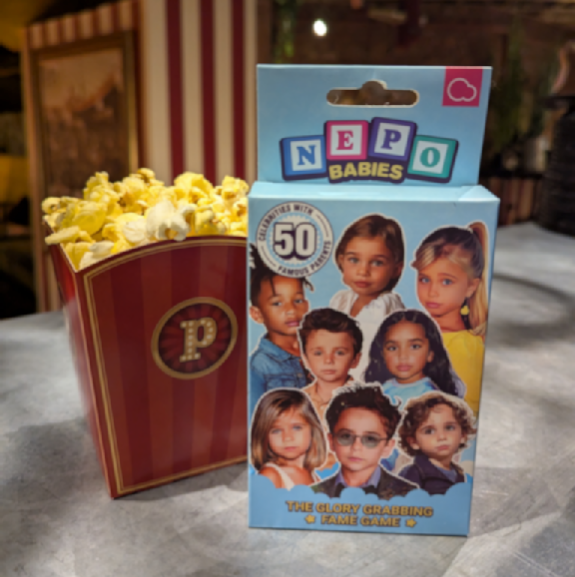 NEPO
BABIES
CELEBRITIES WITH
50
FAMOUS PARENTS
P
THE GLORY GRABBING
FAME GAME